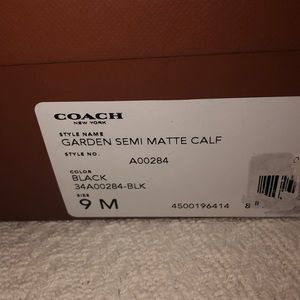 COACH
NEW YORK
STYLE NAME
GARDEN SEMI MATTE CALF
STYLE NO.
A00284
COLOR
BLACK
34A00284-BLK
SIZE
9 M
4500196414